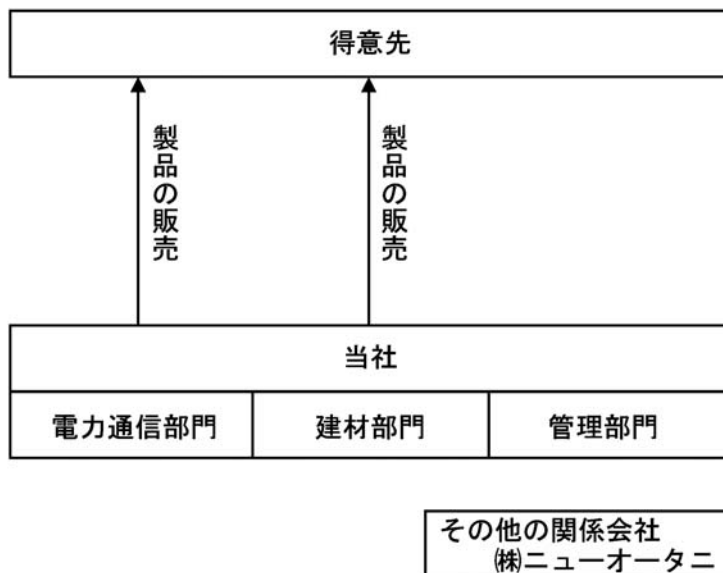 得意先
製品の販売
製品の販売
当社
電力通信部門
建材部門
管理部門
その他の関係会社
㈱ニューオータニ